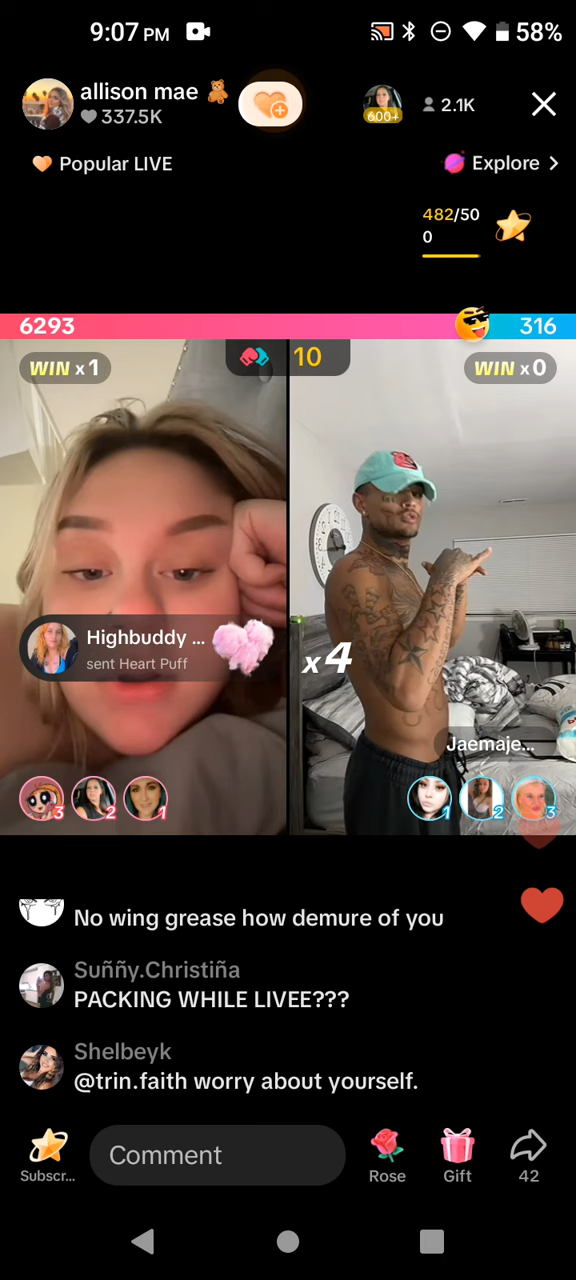 9:07 PM
58%
allison mae
337.5K
600+
2.1K
Popular LIVE
Explore
482/50
0
6293
316
WIN x1
10
WIN x0
Highbuddy ...
sent Heart Puff
x4
Jaemaje...
3
2
1
1
2
3
No wing grease how demure of you
Suññy.Christiña
PACKING WHILE LIVEE???
Shelbeyk
@trin.faith worry about yourself.
Subscr...
Comment
Rose
Gift
42